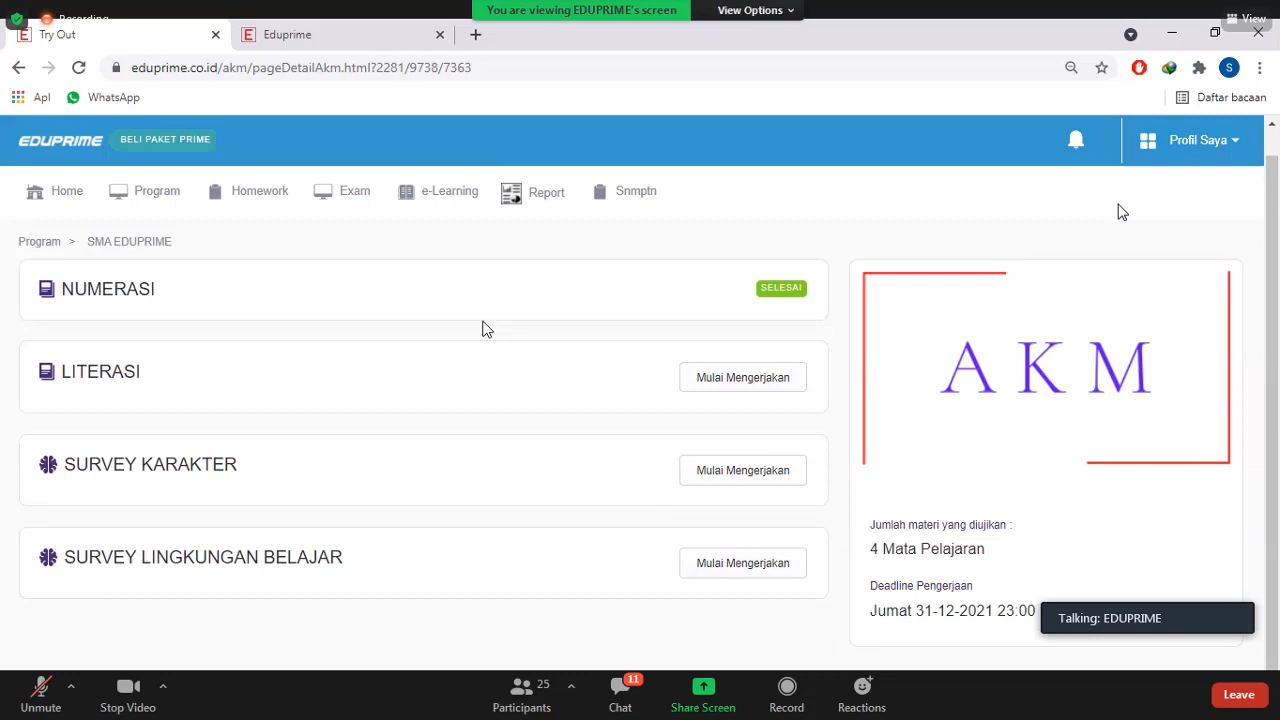 Recording
You are viewing EDUPRIME's screen
View Options
View
Try Out
Eduprime
eduprime.co.id/akm/pageDetailAkm.html?2281/9738/7363
S
Apl
WhatsApp
Daftar bacaan
EDUPRIME
BELI PAKET PRIME
Profil Saya
Home
Program
Homework
Exam
e-Learning
Report
Snmptn
Program > SMA EDUPRIME
NUMERASI
SELESAI
LITERASI
Mulai Mengerjakan
SURVEY KARAKTER
Mulai Mengerjakan
SURVEY LINGKUNGAN BELAJAR
Mulai Mengerjakan
AKM
Jumlah materi yang diujikan :
4 Mata Pelajaran
Deadline Pengerjaan
Jumat 31-12-2021 23:00
Talking: EDUPRIME
Unmute
Stop Video
25
Participants
11
Chat
Share Screen
Record
Reactions
Leave